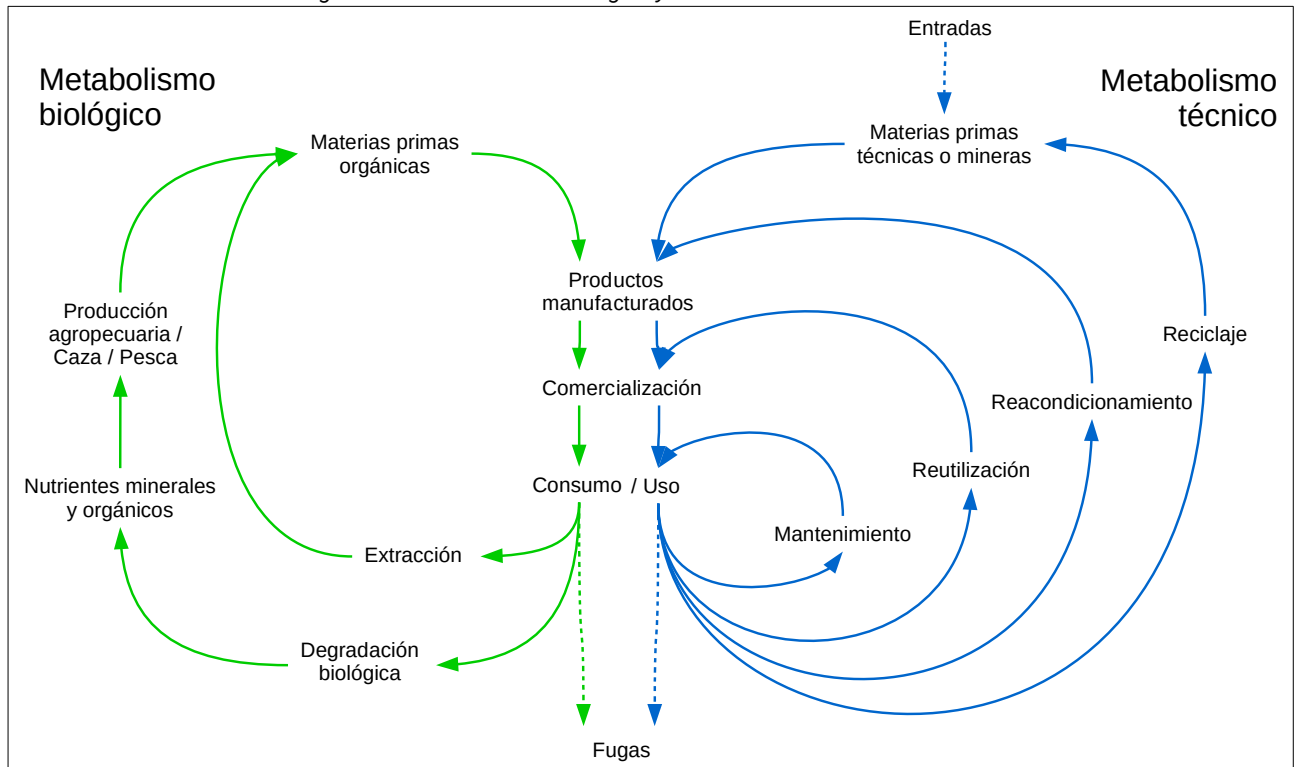 Entradas
Metabolismo
biológico
Metabolismo
técnico
Materias primas
orgánicas
Materias primas
técnicas o mineras
Productos
manufacturados
Producción
agropecuaria /
Caza / Pesca
Reciclaje
Comercialización
Reacondicionamiento
Reutilización
Nutrientes minerales
y orgánicos
Consumo / Uso
Mantenimiento
Extracción
Degradación
biológica
Fugas